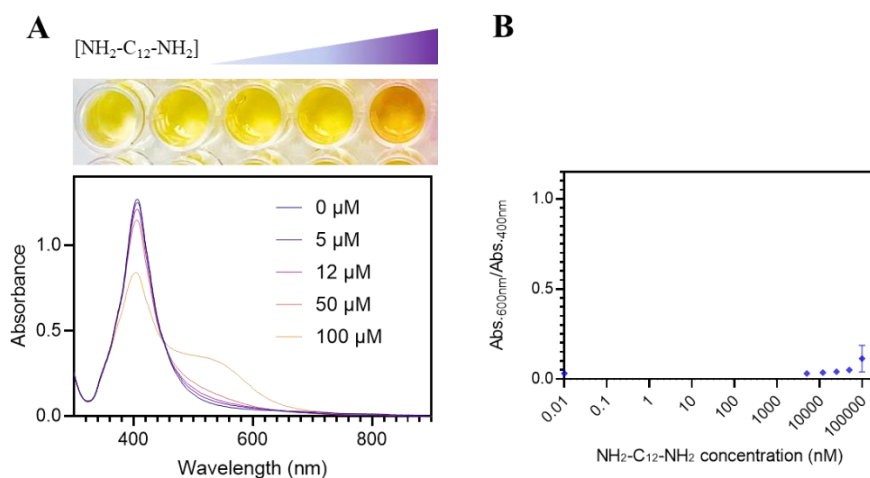 A
[NH₂-C₁₂-NH₂]
Absorbance
1.0
0.5
0.0
0 µM
5 µM
12 µM
50 µM
100 µM
400 600 800
Wavelength (nm)
B
Abs.600nm/Abs.400nm
1.0
0.5
0.0
0.01 0.1 1 10 100 1000 10000 100000
NH₂-C₁₂-NH₂ concentration (nM)